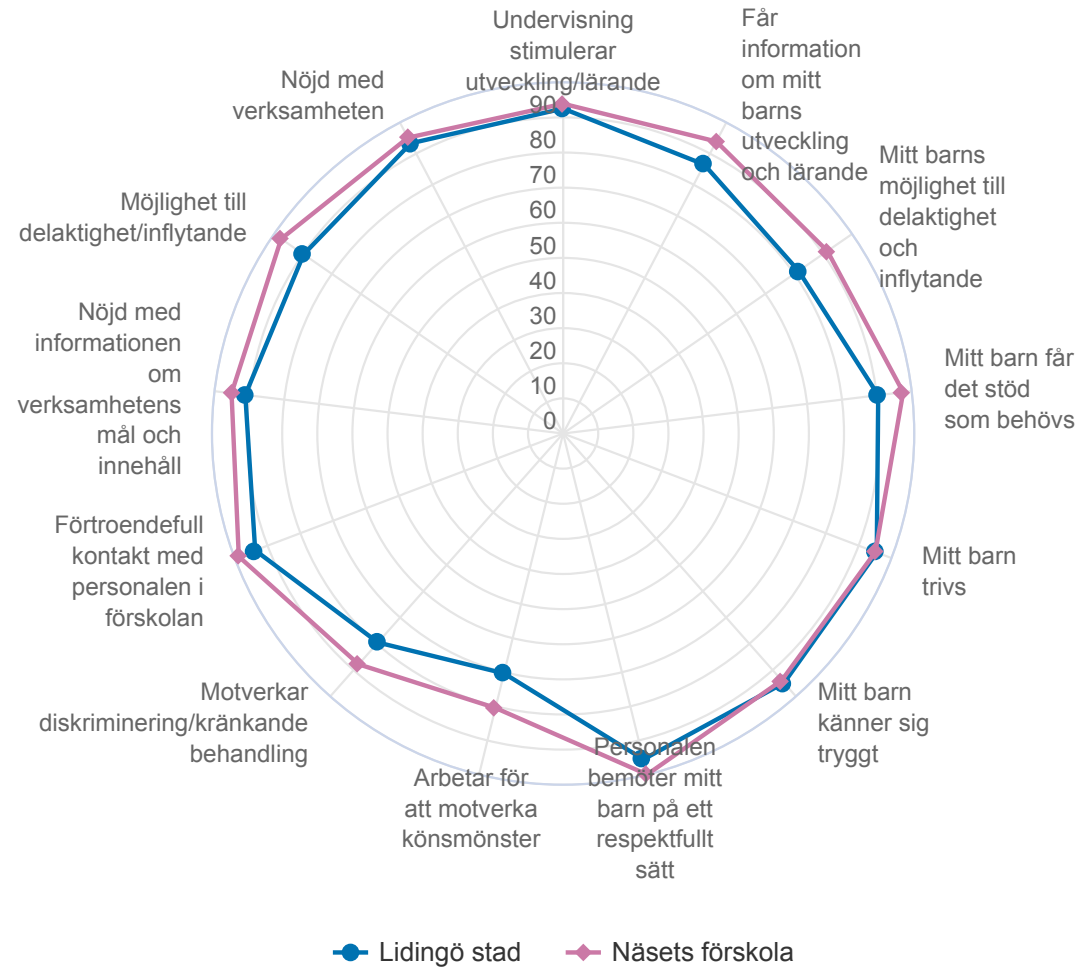 Undervisning
stimulerar
utveckling/lärande
Får
information
om mitt
barns
utveckling
och lärande
Mitt barns
möjlighet till
delaktighet
och
inflytande
Mitt barn får
det stöd
som behövs
Mitt barn
trivs
Mitt barn
känner sig
tryggt
Personalen
bemöter mitt
barn på ett
respektfullt
sätt
Arbetar för
att motverka
könsmönster
Motverkar
diskriminering/kränkande
behandling
Förtroendefull
kontakt med
personalen i
förskolan
Nöjd med
informationen
om
verksamhetens
mål och
innehåll
Möjlighet till
delaktighet/inflytande
Nöjd med
verksamheten
90
80
70
60
50
40
30
20
10
0
Lidingö stad
Näsets förskola